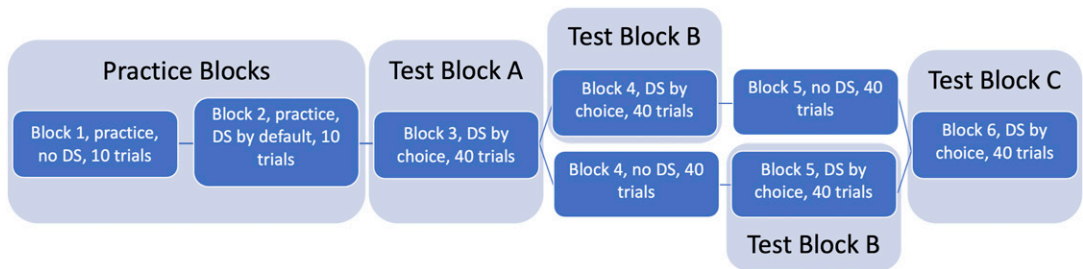 Practice Blocks
Block 1, practice,
no DS, 10 trials
Block 2, practice,
DS by default, 10
trials
Test Block A
Block 3, DS by
choice, 40 trials
Test Block B
Block 4, DS by
choice, 40 trials
Block 5, no DS, 40
trials
Block 4, no DS, 40
trials
Block 5, DS by
choice, 40 trials
Test Block B
Test Block C
Block 6, DS by
choice, 40 trials